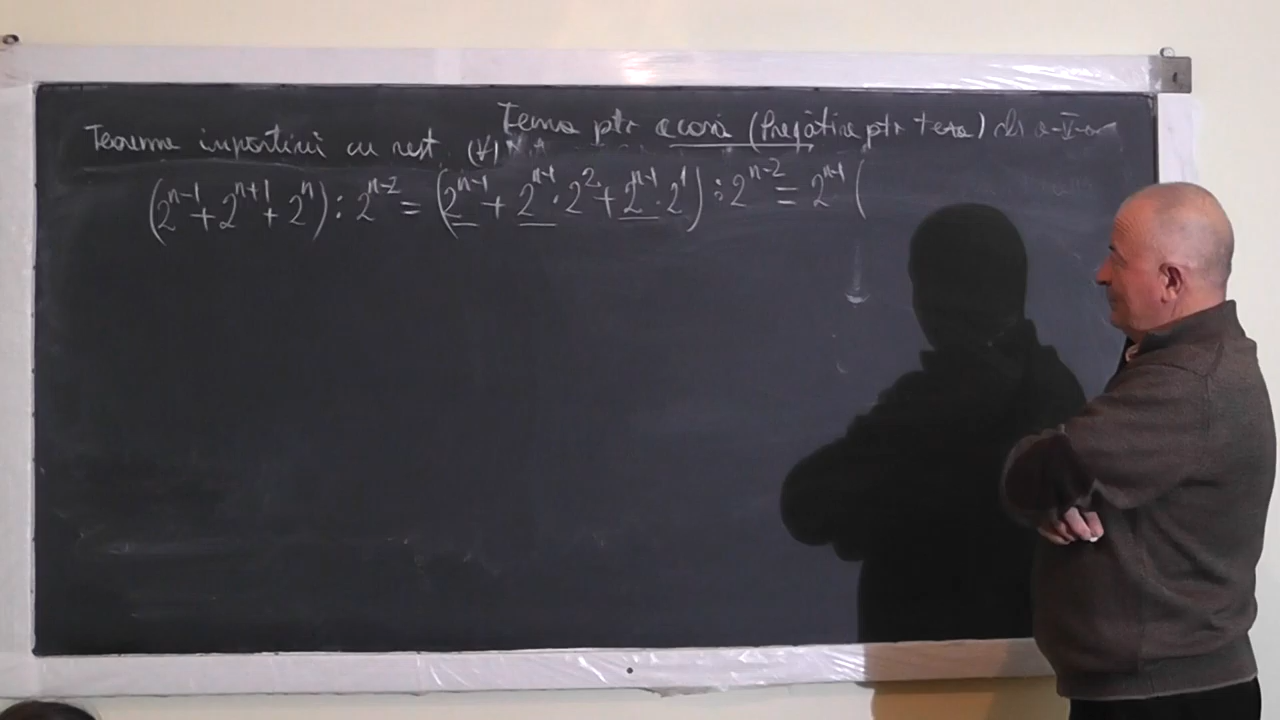 Tema ptr acasă (Pregătire ptr teza) cls a-V-a
Teorema împărțirii cu rest. (∀)
(2^{n-1} + 2^{n+1} + 2^n) : 2^{n-2} = (2^{n-1} + 2^{n-1} · 2^2 + 2^{n-1} · 2^1) : 2^{n-2} = 2^{n-1} (